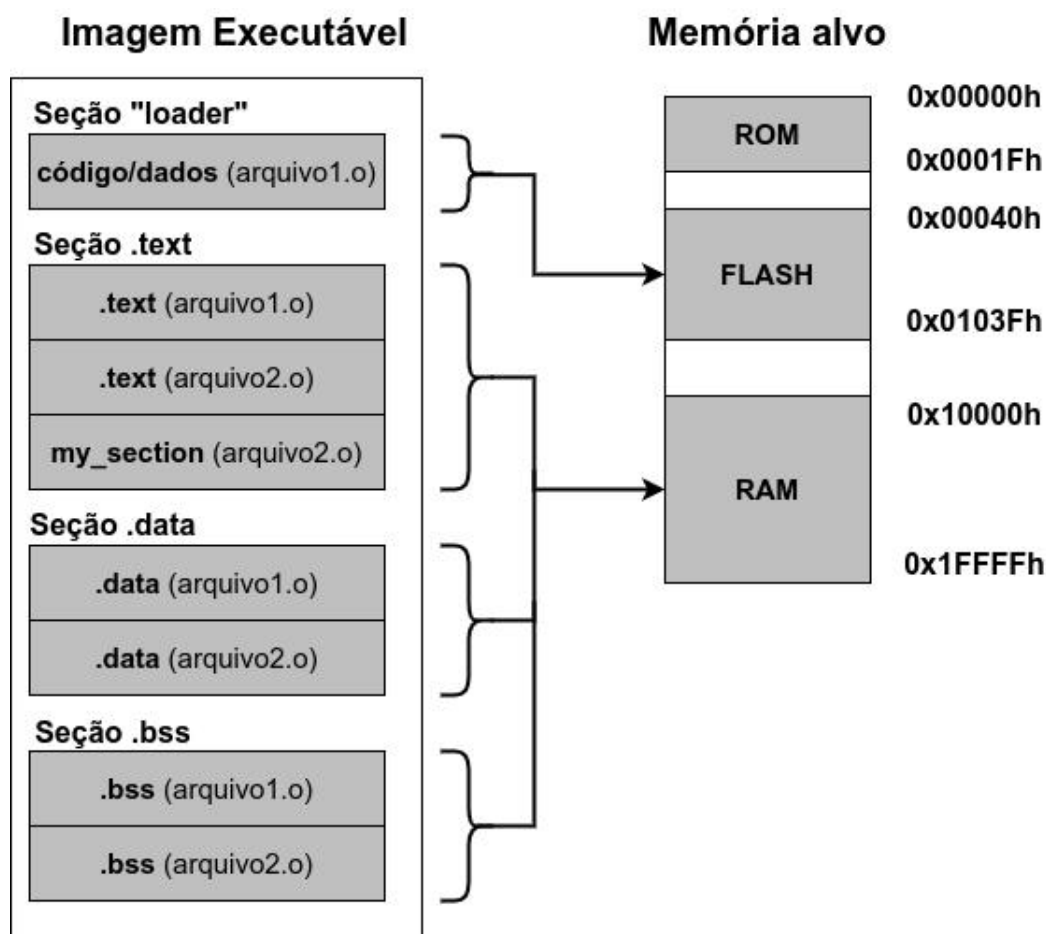 Imagem Executável
Seção "loader"
código/dados (arquivo1.o)
Seção .text
.text (arquivo1.o)
.text (arquivo2.o)
my_section (arquivo2.o)
Seção .data
.data (arquivo1.o)
.data (arquivo2.o)
Seção .bss
.bss (arquivo1.o)
.bss (arquivo2.o)
Memória alvo
0x00000h
ROM
0x0001Fh
0x00040h
FLASH
0x0103Fh
0x10000h
RAM
0x1FFFFh